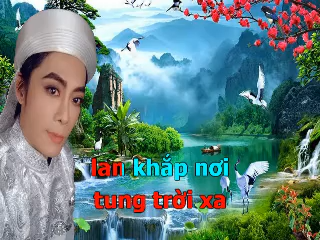 lan khắp nơi
tung trời xa